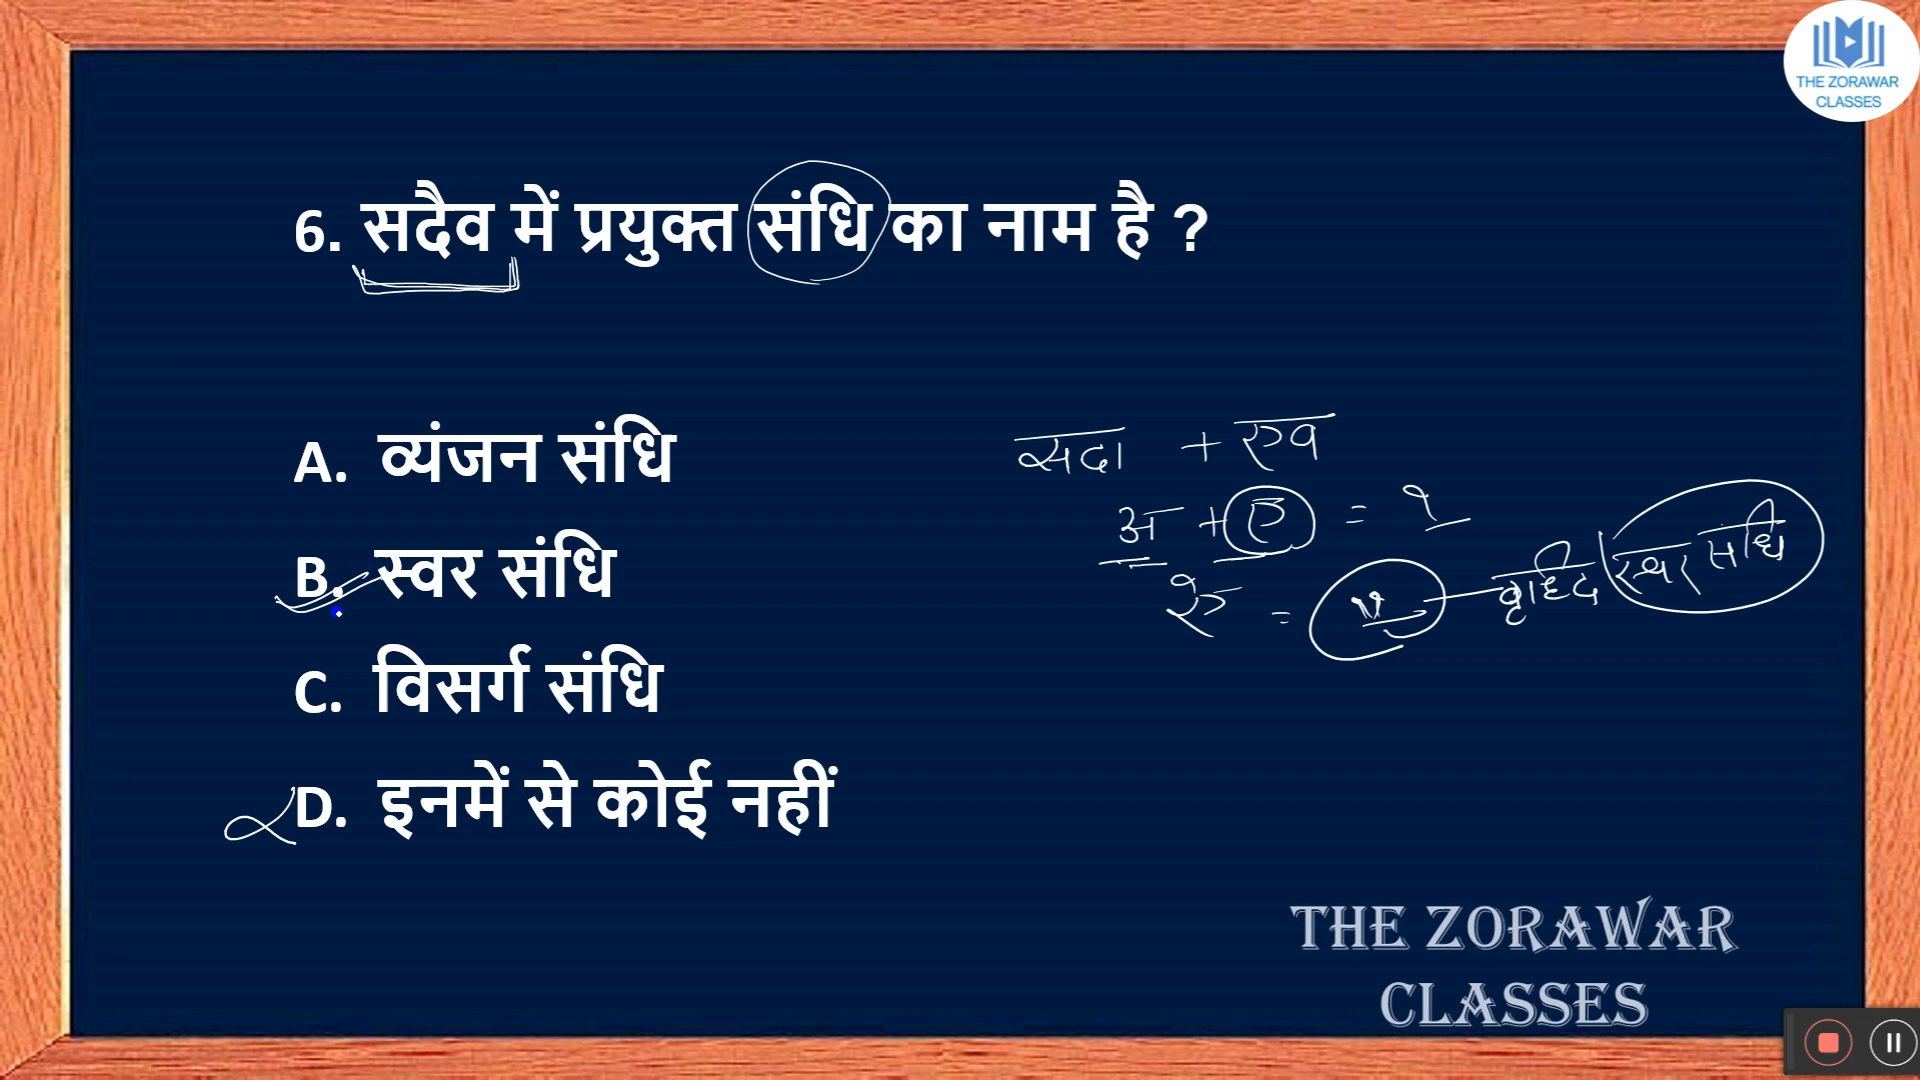 THE ZORAWAR
CLASSES
6. सदैव में प्रयुक्त संधि का नाम है ?
A. व्यंजन संधि
B. स्वर संधि
C. विसर्ग संधि
D. इनमें से कोई नहीं
सदा + एव
अ + ए =
वृद्धि स्वर संधि
THE ZORAWAR
CLASSES